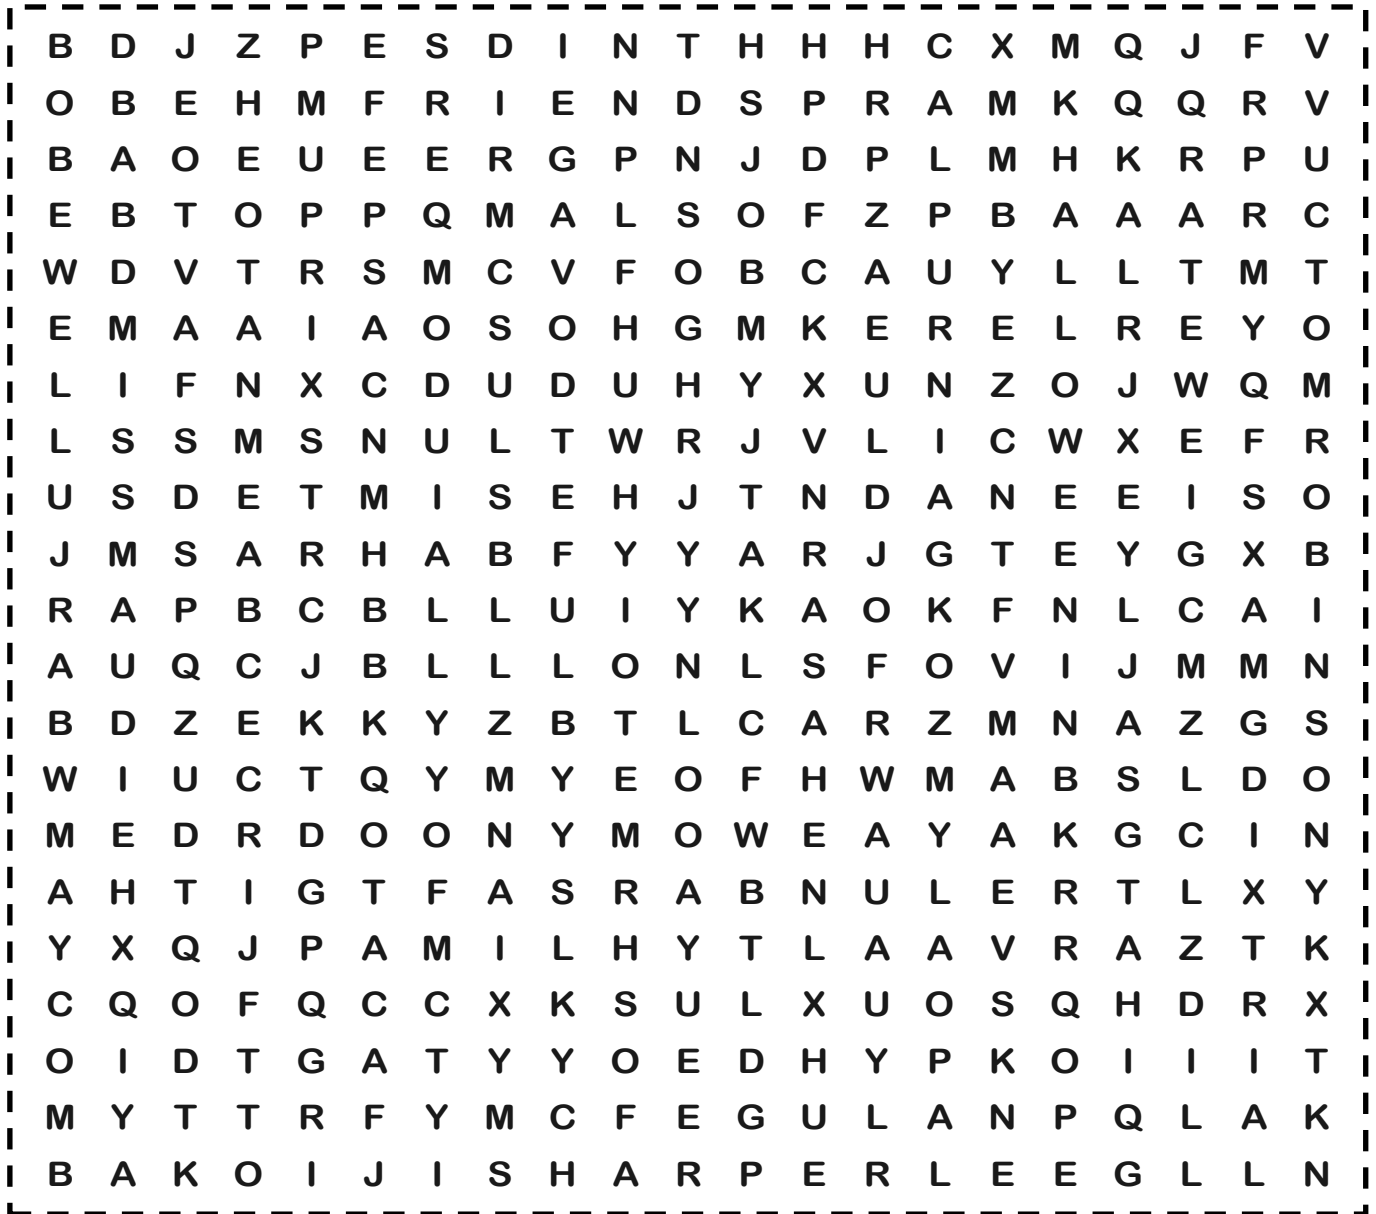 B D J Z P E S D I N T H H H C X M Q J F V
O B E H M F R I E N D S P R A M K Q Q R V
B A O E U E E R G P N J D P L M H K R P U
E B T O P P Q M A L S O F Z P B A A A R C
W D V T R S M C V F O B C A U Y L L T M T
E M A A I A O S O H G M K E R E L R E Y O
L I F N X C D U D U H Y X U N Z O J W Q M
L S S M S N U L T W R J V L I C W X E F R
U S D E T M I S E H J T N D A N E E I S O
J M S A R H A B F Y Y A R J G T E Y G X B
R A P B C B L L U I Y K A O K F N L C A I
A U Q C J B L L L O N L S F O V I J M M N
B D Z E K K Y Z B T L C A R Z M N A Z G S
W I U C T Q Y M Y E O F H W M A B S L D O
M E D R D O O N Y M O W E A Y A K G C I N
A H T I G T F A S R A B N U L E R T L X Y
Y X Q J P A M I L H Y T L A A V R A Z T K
C Q O F Q C C X K S U L X U O S Q H D R X
O I D T G A T Y Y O E D H Y P K O I I I T
M Y T T R F Y M C F E G U L A N P Q L A K
B A K O I J I S H A R P E R L E E G L L N